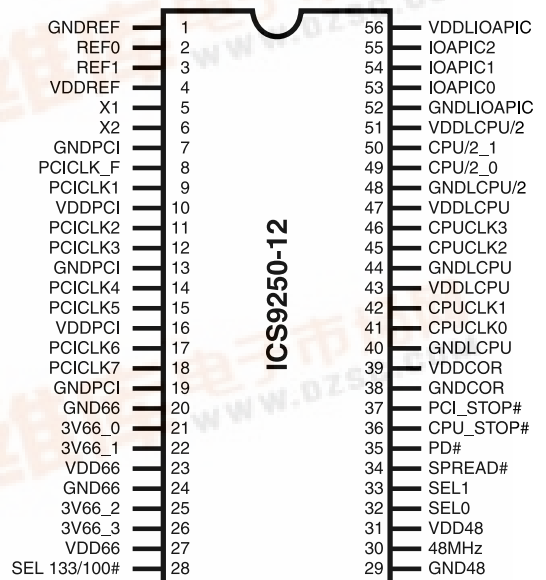 GNDREF 1 56 VDDLIOAPIC
REF0 2 55 IOAPIC2
REF1 3 54 IOAPIC1
VDDREF 4 53 IOAPIC0
X1 5 52 GNDLIOAPIC
X2 6 51 VDDLCPU/2
GNDPCI 7 50 CPU/2_1
PCICLK_F 8 49 CPU/2_0
PCICLK1 9 48 GNDLCPU/2
VDDPCI 10 47 VDDLCPU
PCICLK2 11 46 CPUCLK3
PCICLK3 12 45 CPUCLK2
GNDPCI 13 44 GNDLCPU
PCICLK4 14 43 VDDLCPU
PCICLK5 15 42 CPUCLK1
VDDPCI 16 41 CPUCLK0
PCICLK6 17 40 GNDLCPU
PCICLK7 18 39 VDDCOR
GNDPCI 19 38 GNDCOR
GND66 20 37 PCI_STOP#
3V66_0 21 36 CPU_STOP#
3V66_1 22 35 PD#
VDD66 23 34 SPREAD#
GND66 24 33 SEL1
3V66_2 25 32 SEL0
3V66_3 26 31 VDD48
VDD66 27 30 48MHz
SEL 133/100# 28 29 GND48
ICS9250-12